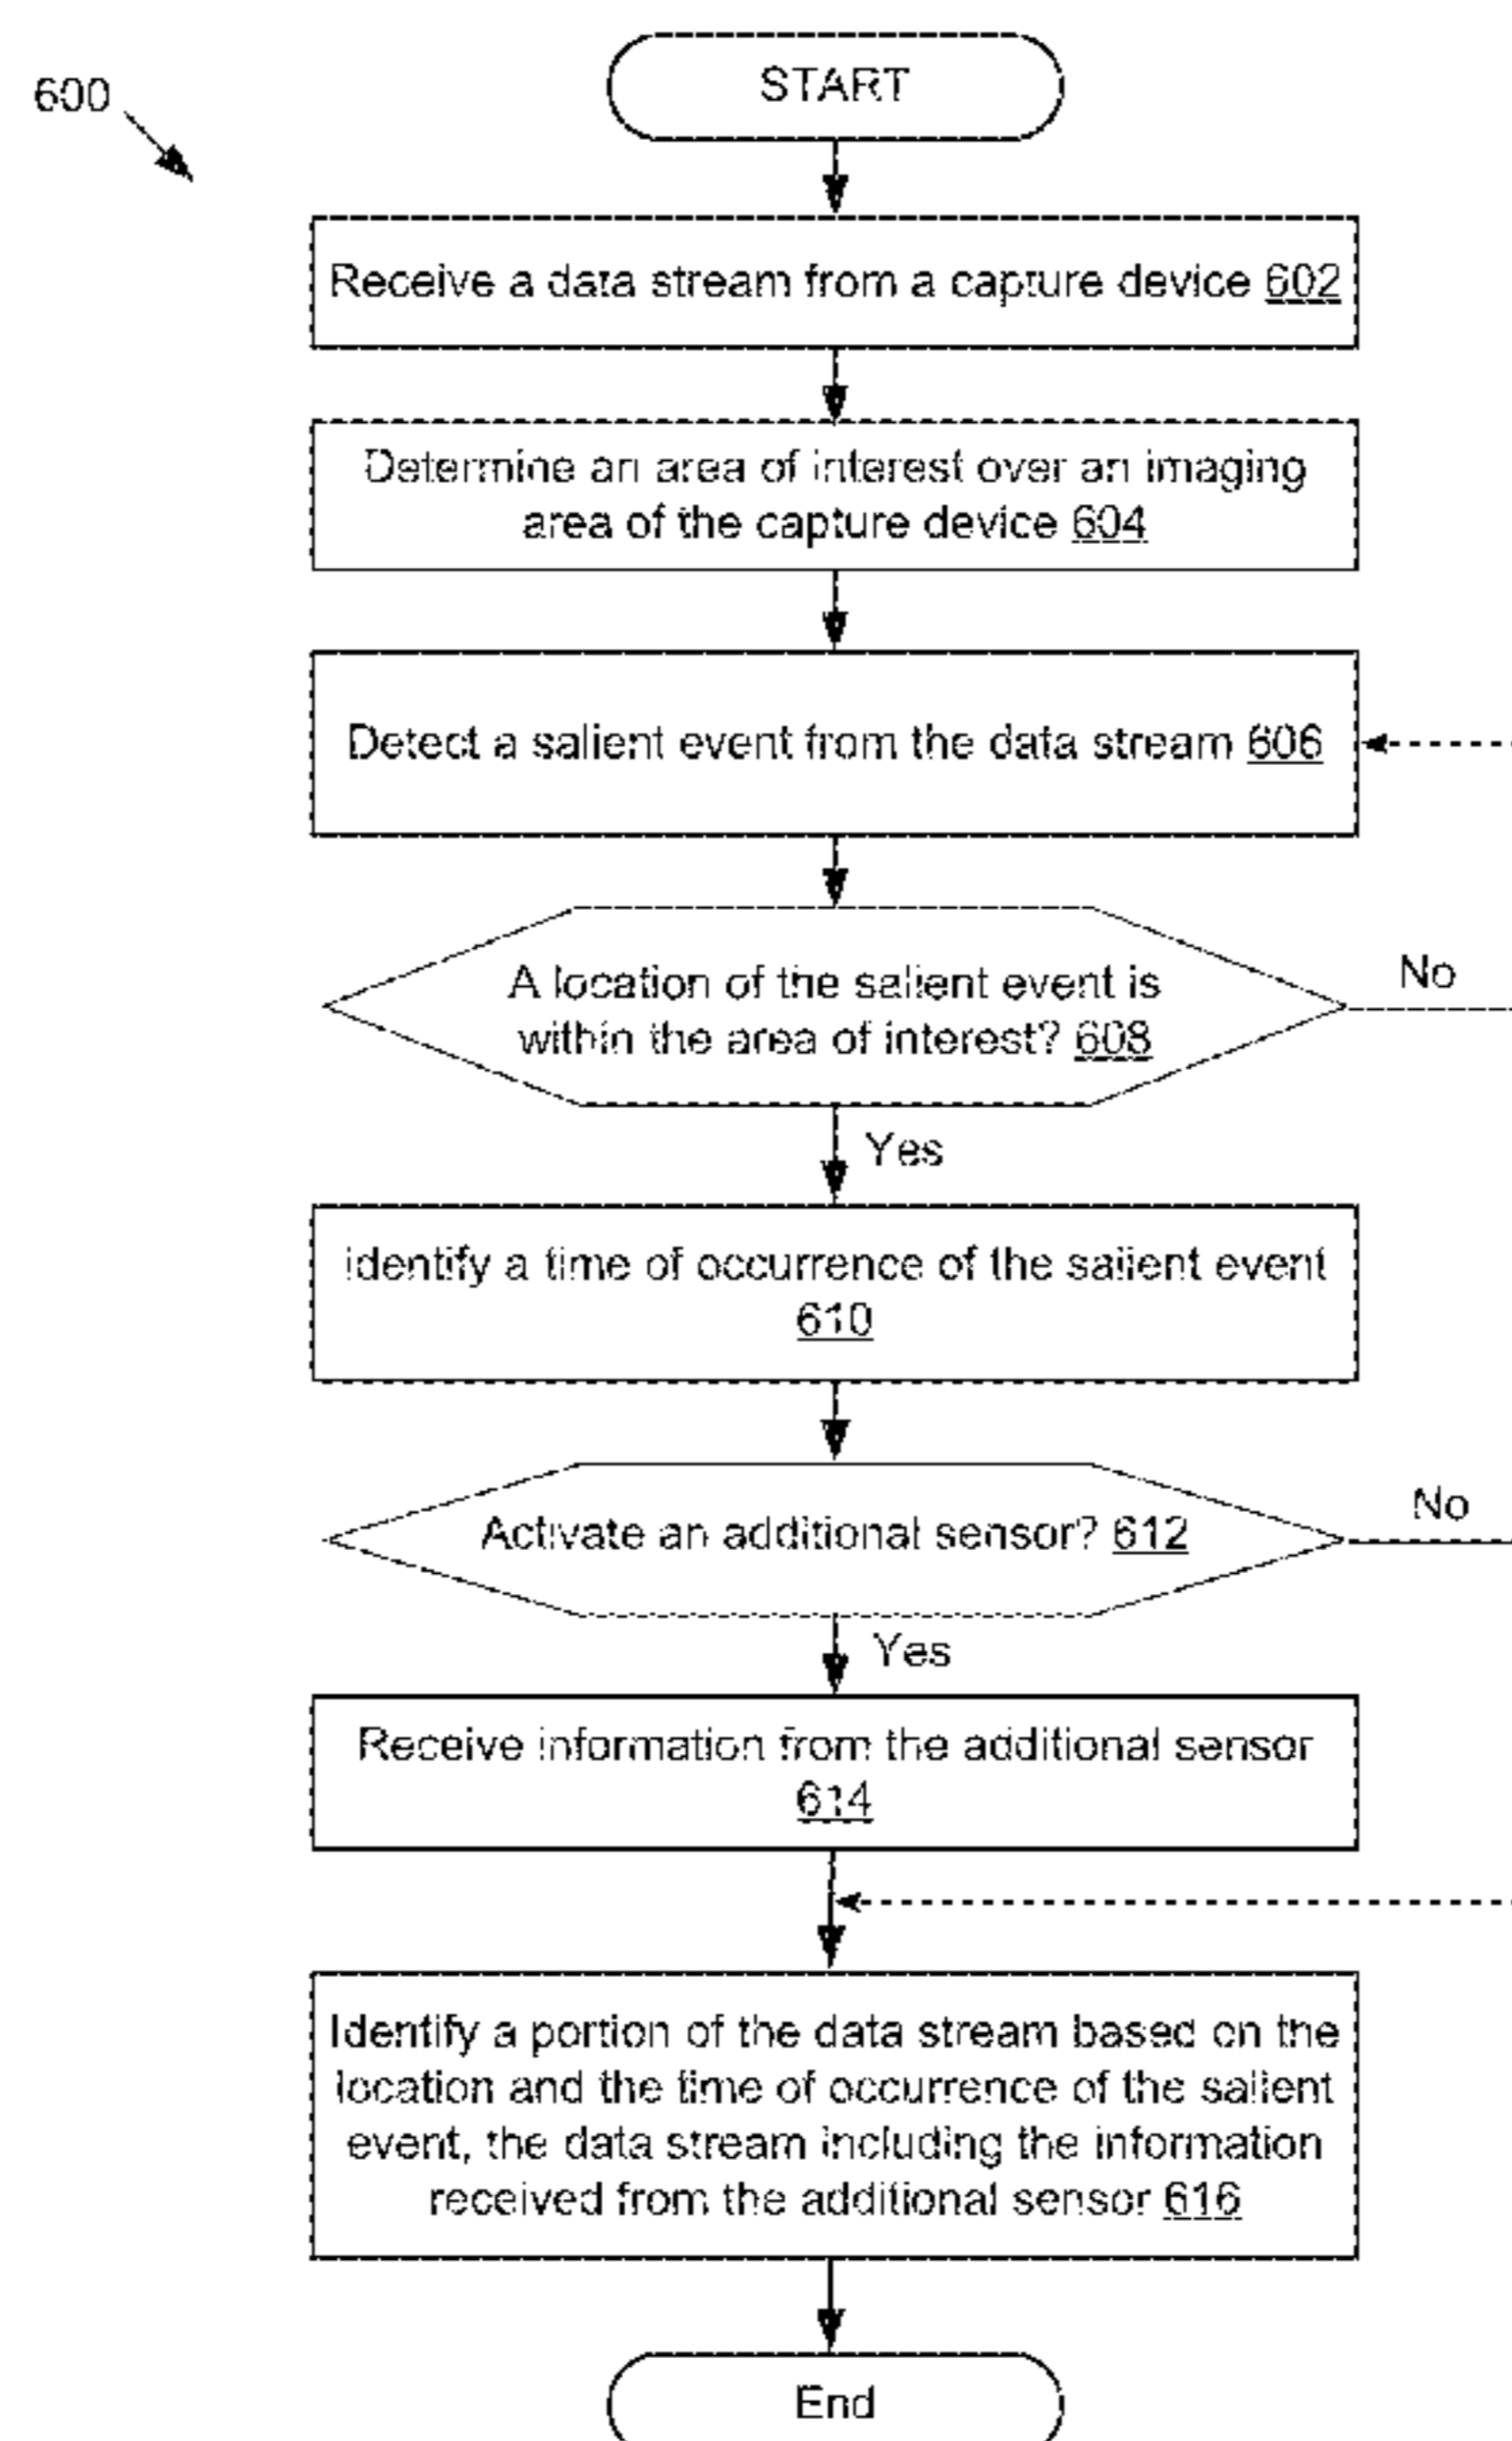 600
START
Receive a data stream from a capture device 602
Determine an area of interest over an imaging
area of the capture device 604
Detect a salient event from the data stream 606
A location of the salient event is
within the area of interest? 608
No
Yes
Identify a time of occurrence of the salient event
610
Activate an additional sensor? 612
No
Yes
Receive information from the additional sensor
614
Identify a portion of the data stream based on the
location and the time of occurrence of the salient
event, the data stream including the information
received from the additional sensor 616
End